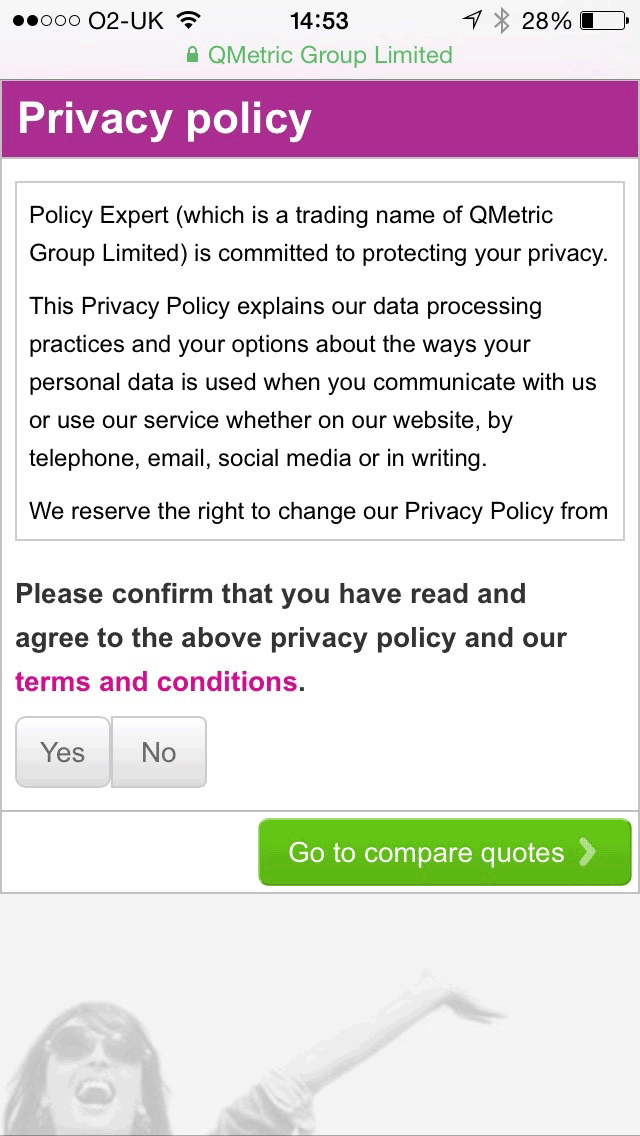 O2-UK 14:53 28%
QMetric Group Limited
Privacy policy
Policy Expert (which is a trading name of QMetric
Group Limited) is committed to protecting your privacy.
This Privacy Policy explains our data processing
practices and your options about the ways your
personal data is used when you communicate with us
or use our service whether on our website, by
telephone, email, social media or in writing.
We reserve the right to change our Privacy Policy from
Please confirm that you have read and
agree to the above privacy policy and our
terms and conditions.
Yes No
Go to compare quotes